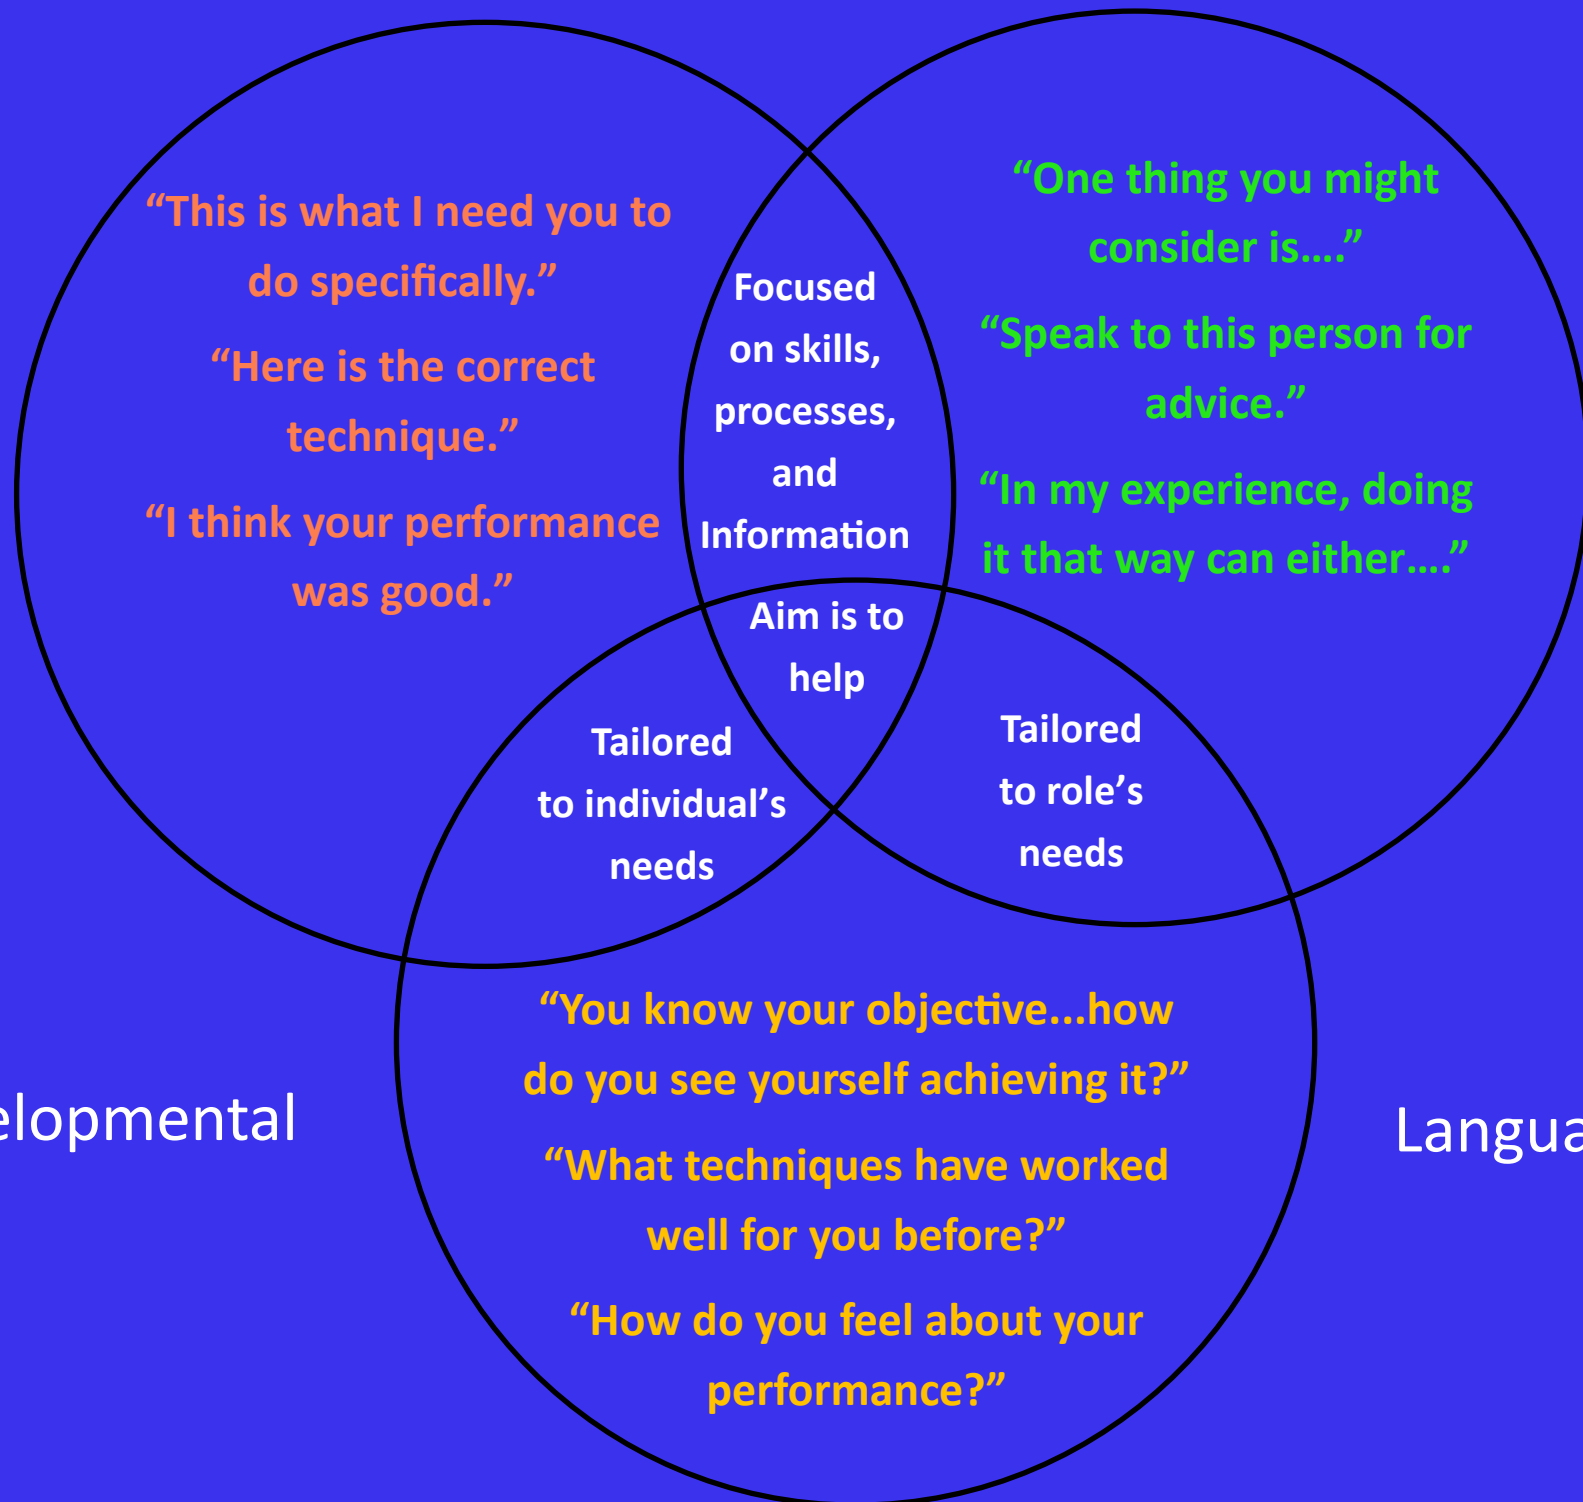 “This is what I need you to
do specifically.”
“Here is the correct
technique.”
“I think your performance
was good.”
Focused
on skills,
processes,
and
Information
“One thing you might
consider is....”
“Speak to this person for
advice.”
“In my experience, doing
it that way can either....”
Aim is to
help
Tailored
to individual’s
needs
Tailored
to role’s
needs
“You know your objective...how
do you see yourself achieving it?”
“What techniques have worked
well for you before?”
“How do you feel about your
performance?”
elopmental
Langua